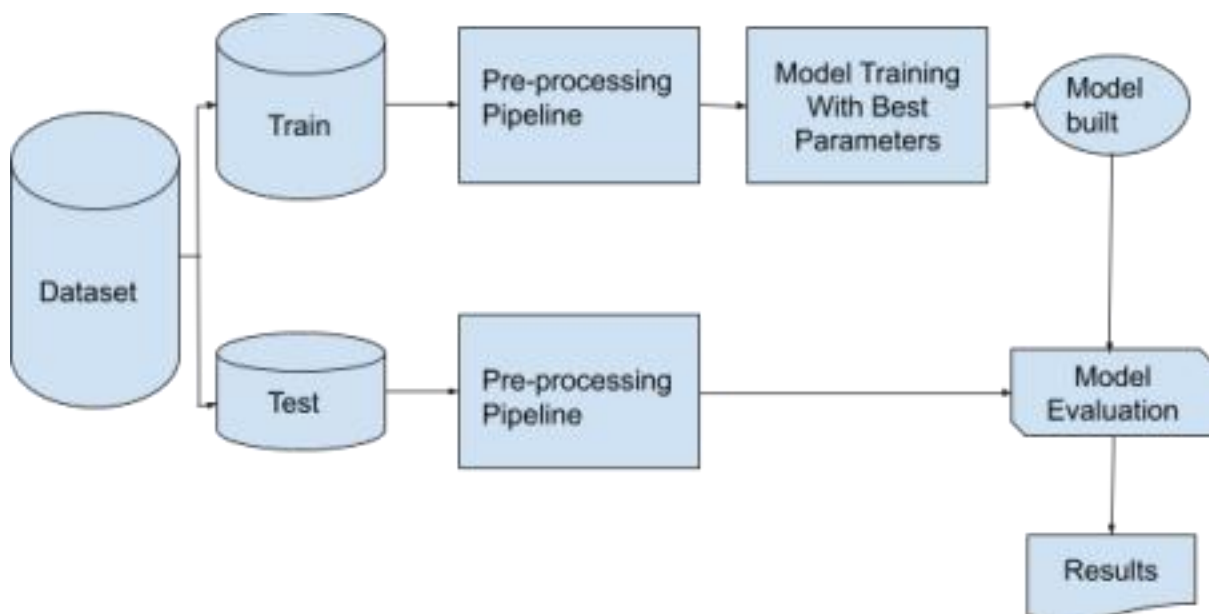 Train
Pre-processing
Pipeline
Model Training
With Best
Parameters
Model
built
Dataset
Test
Pre-processing
Pipeline
Model
Evaluation
Results